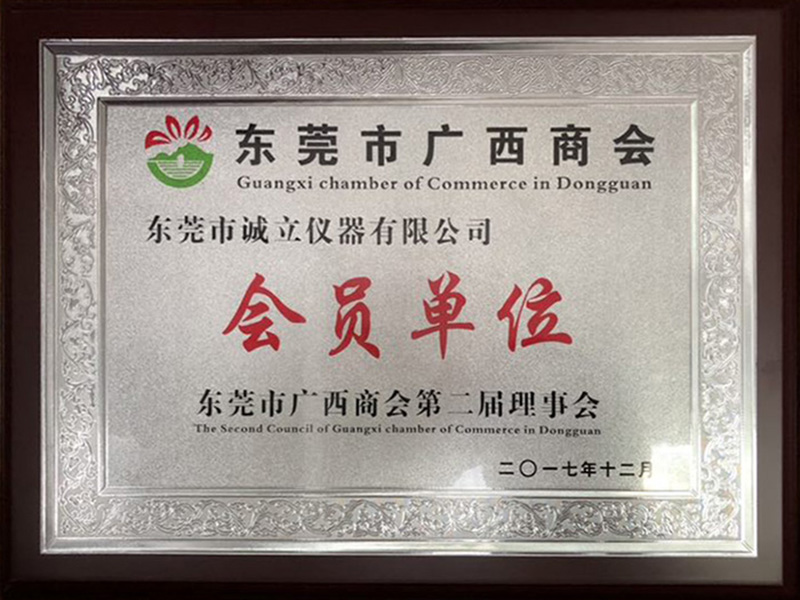 东莞市广西商会
Guangxi chamber of Commerce in Dongguan
东莞市诚立仪器有限公司
会员单位
东莞市广西商会第二届理事会
The Second Council of Guangxi chamber of Commerce in Dongguan
二〇一七年十二月